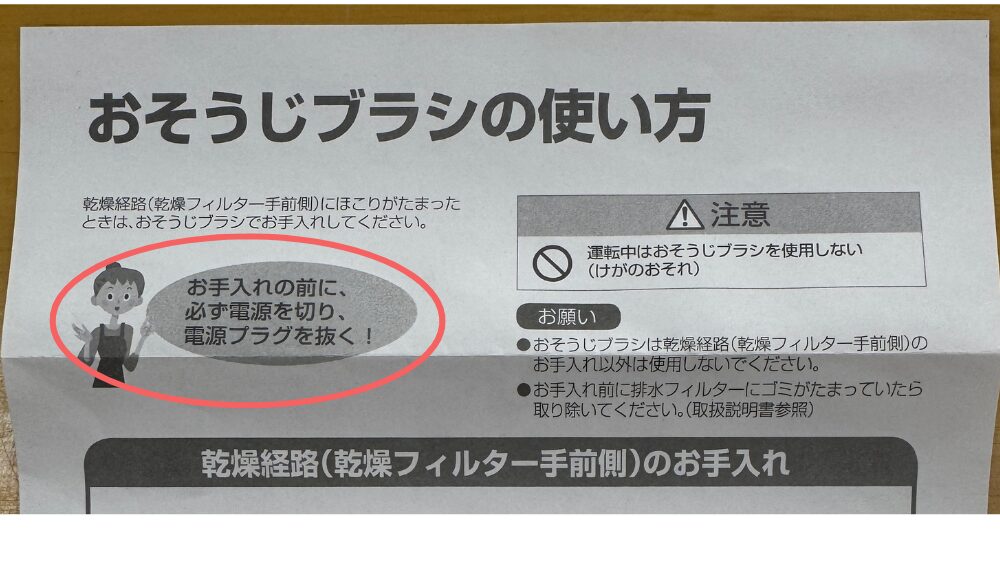 おそうじブラシの使い方
乾燥経路(乾燥フィルター手前側)にほこりがたまった
ときは、おそうじブラシでお手入れしてください。
お手入れの前に、
必ず電源を切り、
電源プラグを抜く!
注意
運転中はおそうじブラシを使用しない
(けがのおそれ)
お願い
●おそうじブラシは乾燥経路(乾燥フィルター手前側)の
お手入れ以外は使用しないでください。
●お手入れ前に排水フィルターにゴミがたまっていたら
取り除いてください。(取扱説明書参照)
乾燥経路(乾燥フィルター手前側)のお手入れ